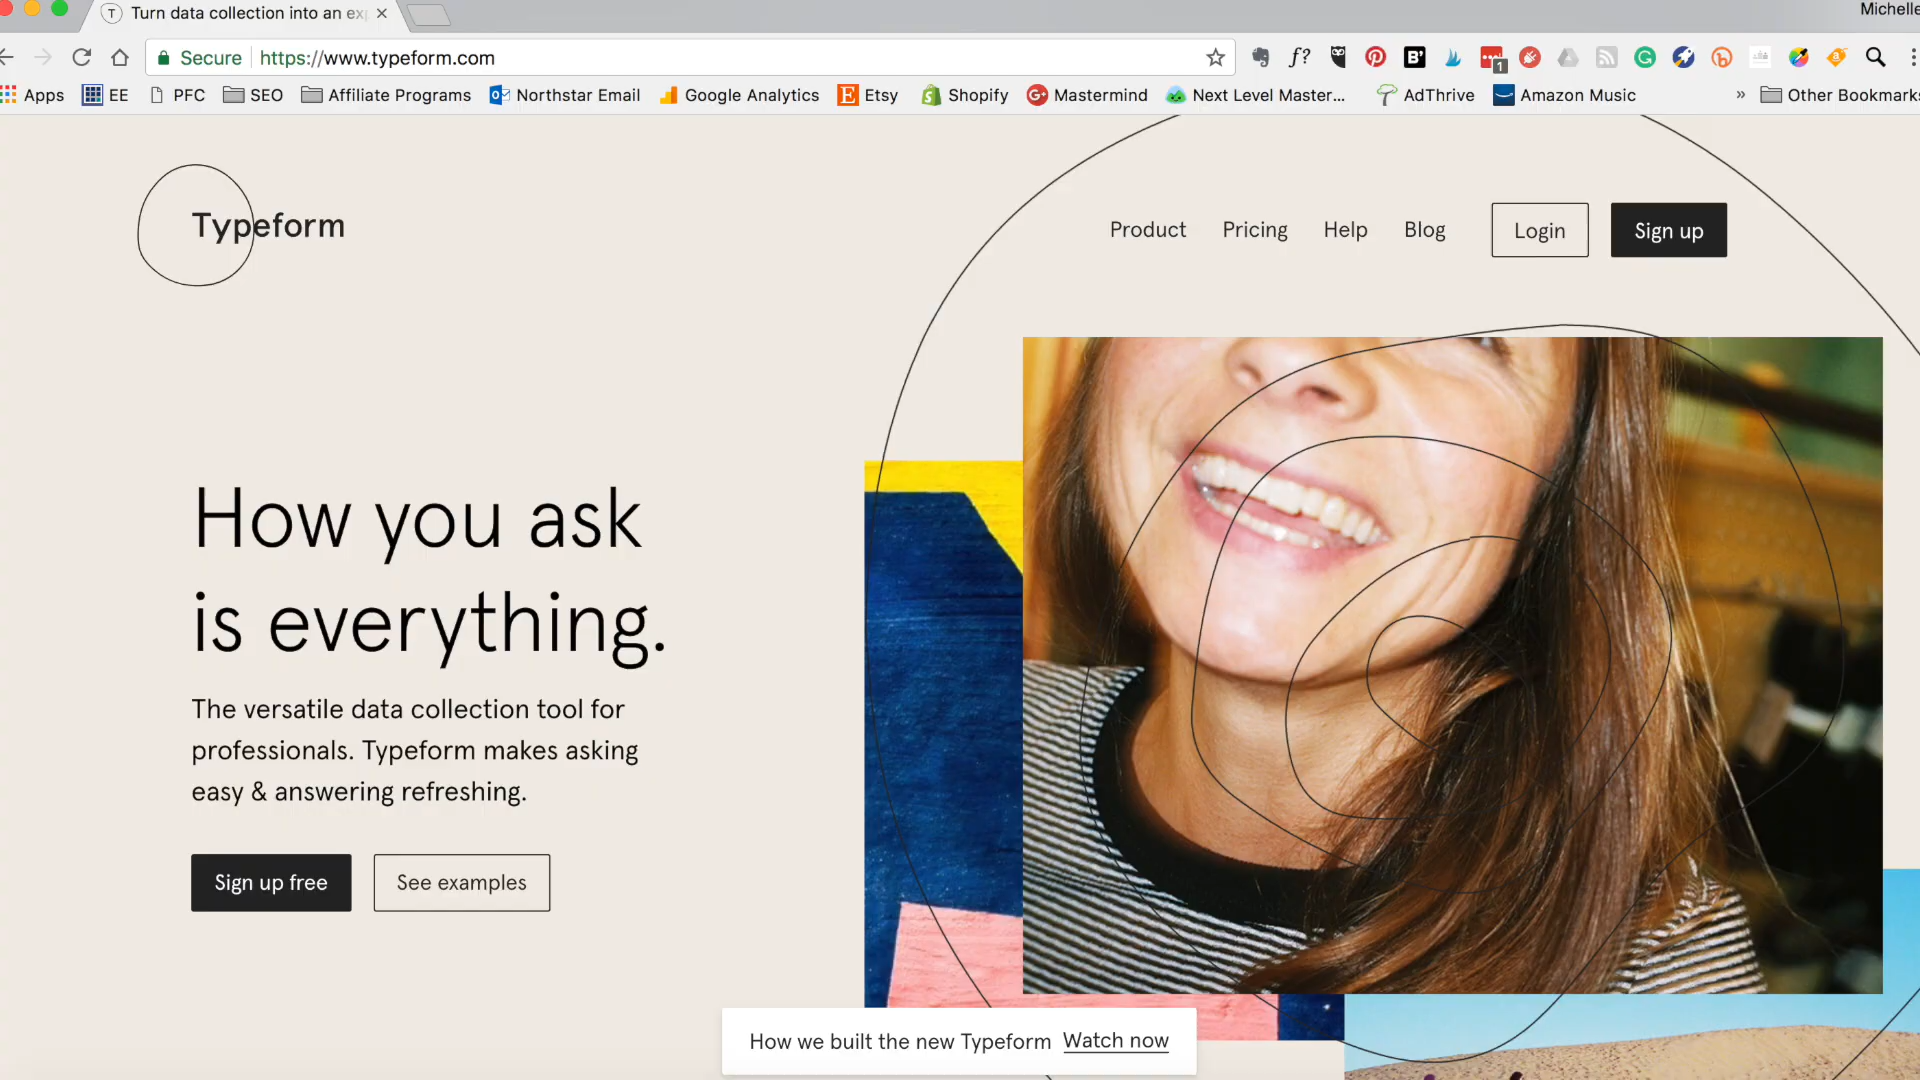 Turn data collection into an ex
Michelle
Secure https://www.typeform.com
f?
B'
1
Apps EE PFC SEO Affiliate Programs Northstar Email Google Analytics Etsy Shopify Mastermind Next Level Master... AdThrive Amazon Music » Other Bookmarks
Typeform
Product Pricing Help Blog Login Sign up
How you ask
is everything.
The versatile data collection tool for
professionals. Typeform makes asking
easy & answering refreshing.
Sign up free See examples
How we built the new Typeform Watch now